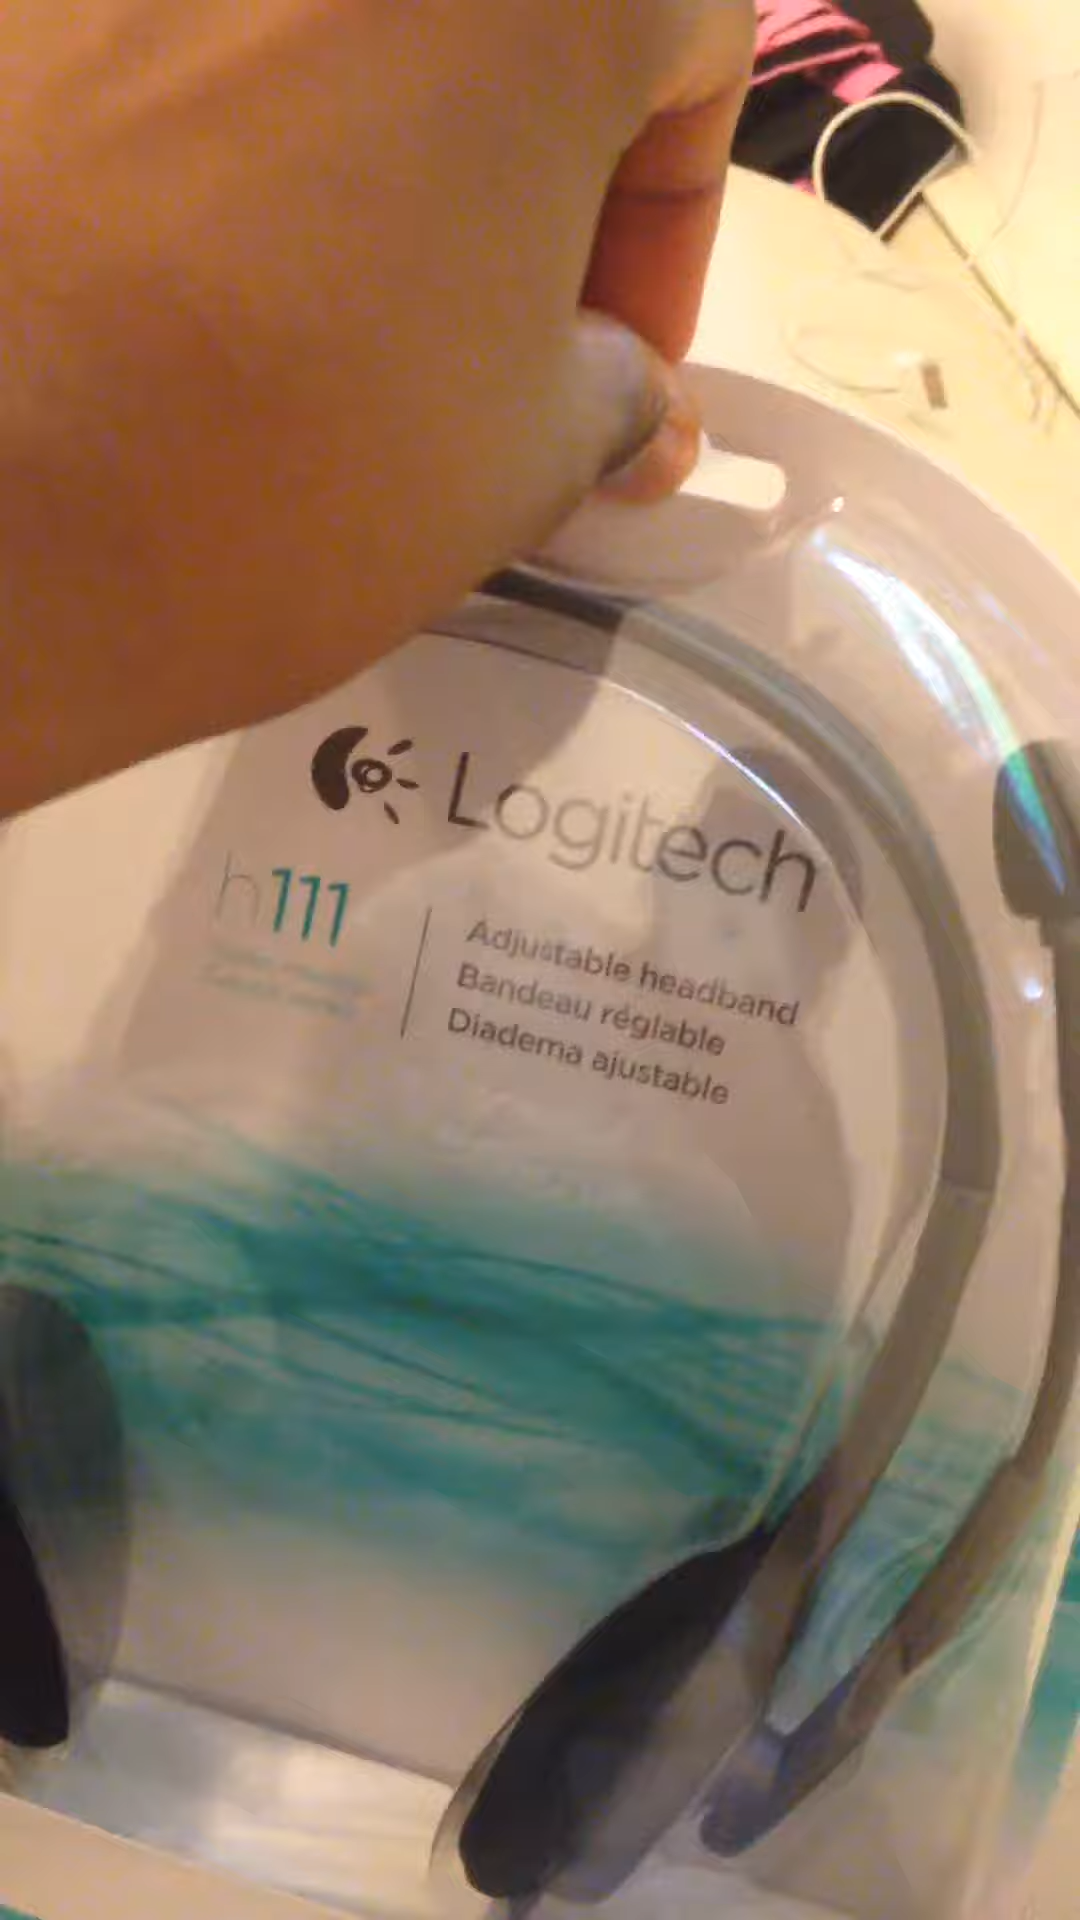 Logitech
h111
Adjustable headband
Bandeau réglable
Diadema ajustable